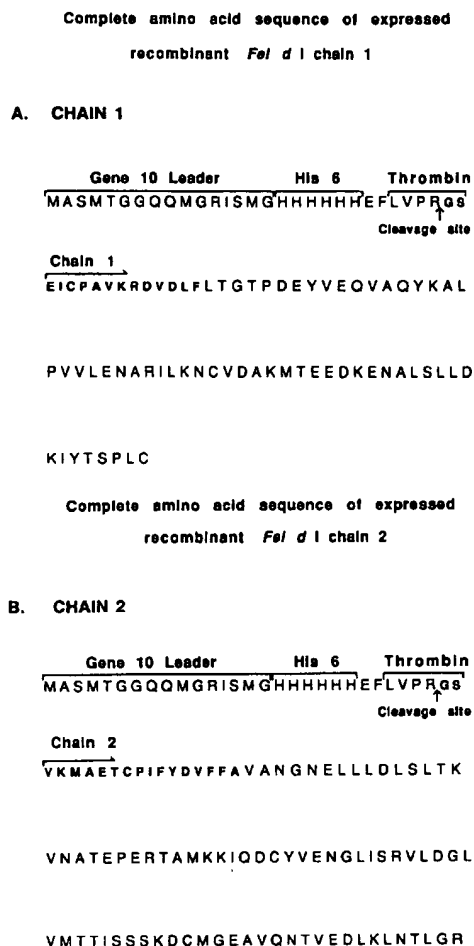 Complete amino acid sequence of expressed
recombinant Fel d I chain 1
A. CHAIN 1
Gene 10 Leader His 6 Thrombin
MASMTGGQQMGRISMGHHHHHHEFLVPRGS
Cleavage site
Chain 1
EICPAVKRDVDLFLTGTPDEYVEQVAQYKAL
PVVLENARILKNCVDAKMTEEDKENALSLLD
KIYTSPLC
Complete amino acid sequence of expressed
recombinant Fel d I chain 2
B. CHAIN 2
Gene 10 Leader His 6 Thrombin
MASMTGGQQMGRISMGHHHHHHEFLVPRGS
Cleavage site
Chain 2
VKMAETCPIFYDVFFAVANGNELLLDLSLTK
VNATEPERTAMKKIQDCYVENGLISRVLDGL
VMTTISSSKDCMGEAVQNTVEDLKLNTLGR